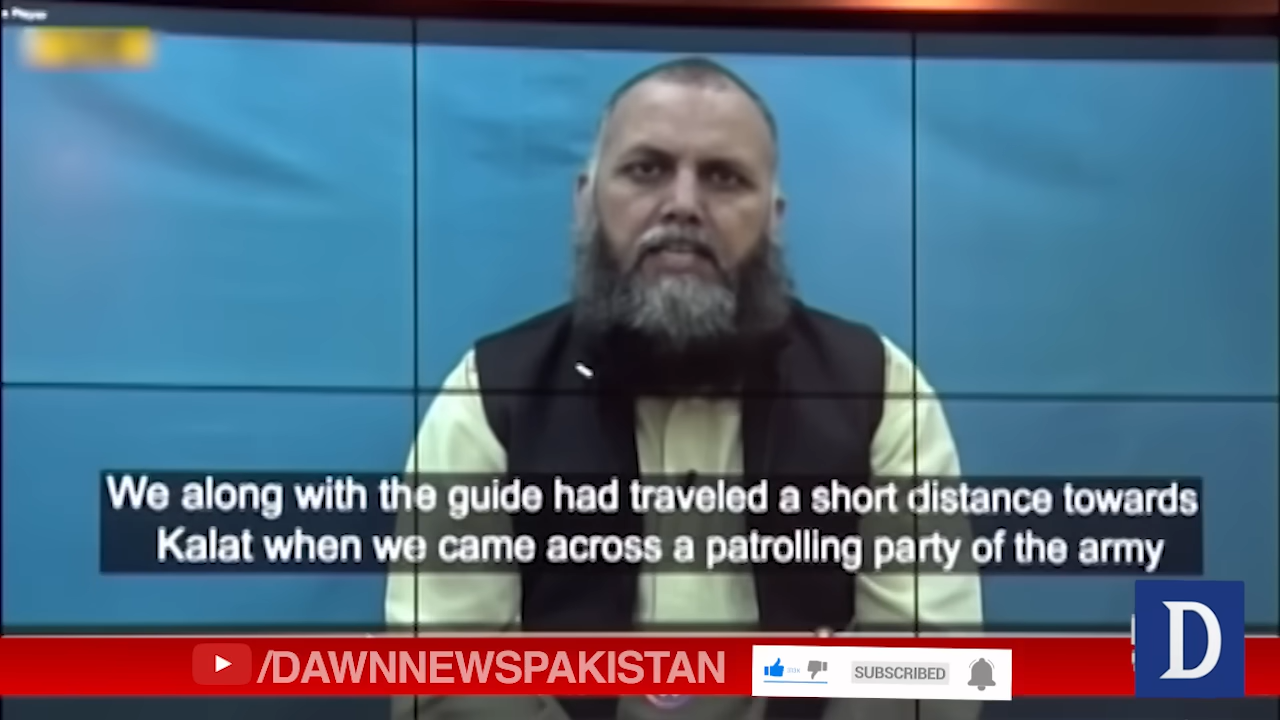 Player
We along with the guide had traveled a short distance towards
Kalat when we came across a patrolling party of the army
/DAWNNEWSPAKISTAN
SUBSCRIBED
D